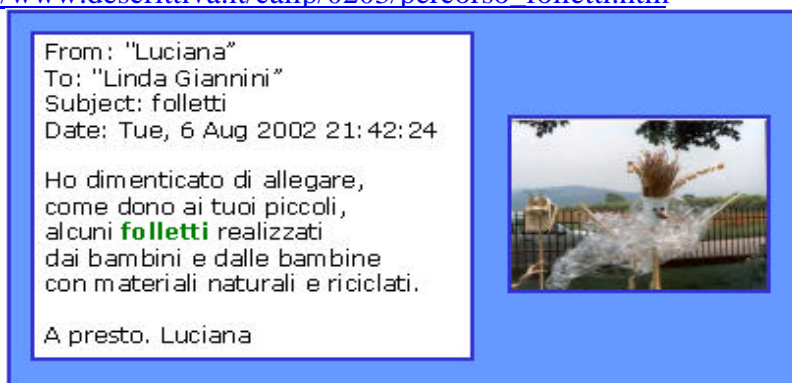 From: "Luciana”
To: "Linda Giannini”
Subject: folletti
Date: Tue, 6 Aug 2002 21:42:24
Ho dimenticato di allegare,
come dono ai tuoi piccoli,
alcuni folletti realizzati
dai bambini e dalle bambine
con materiali naturali e riciclati.
A presto. Luciana